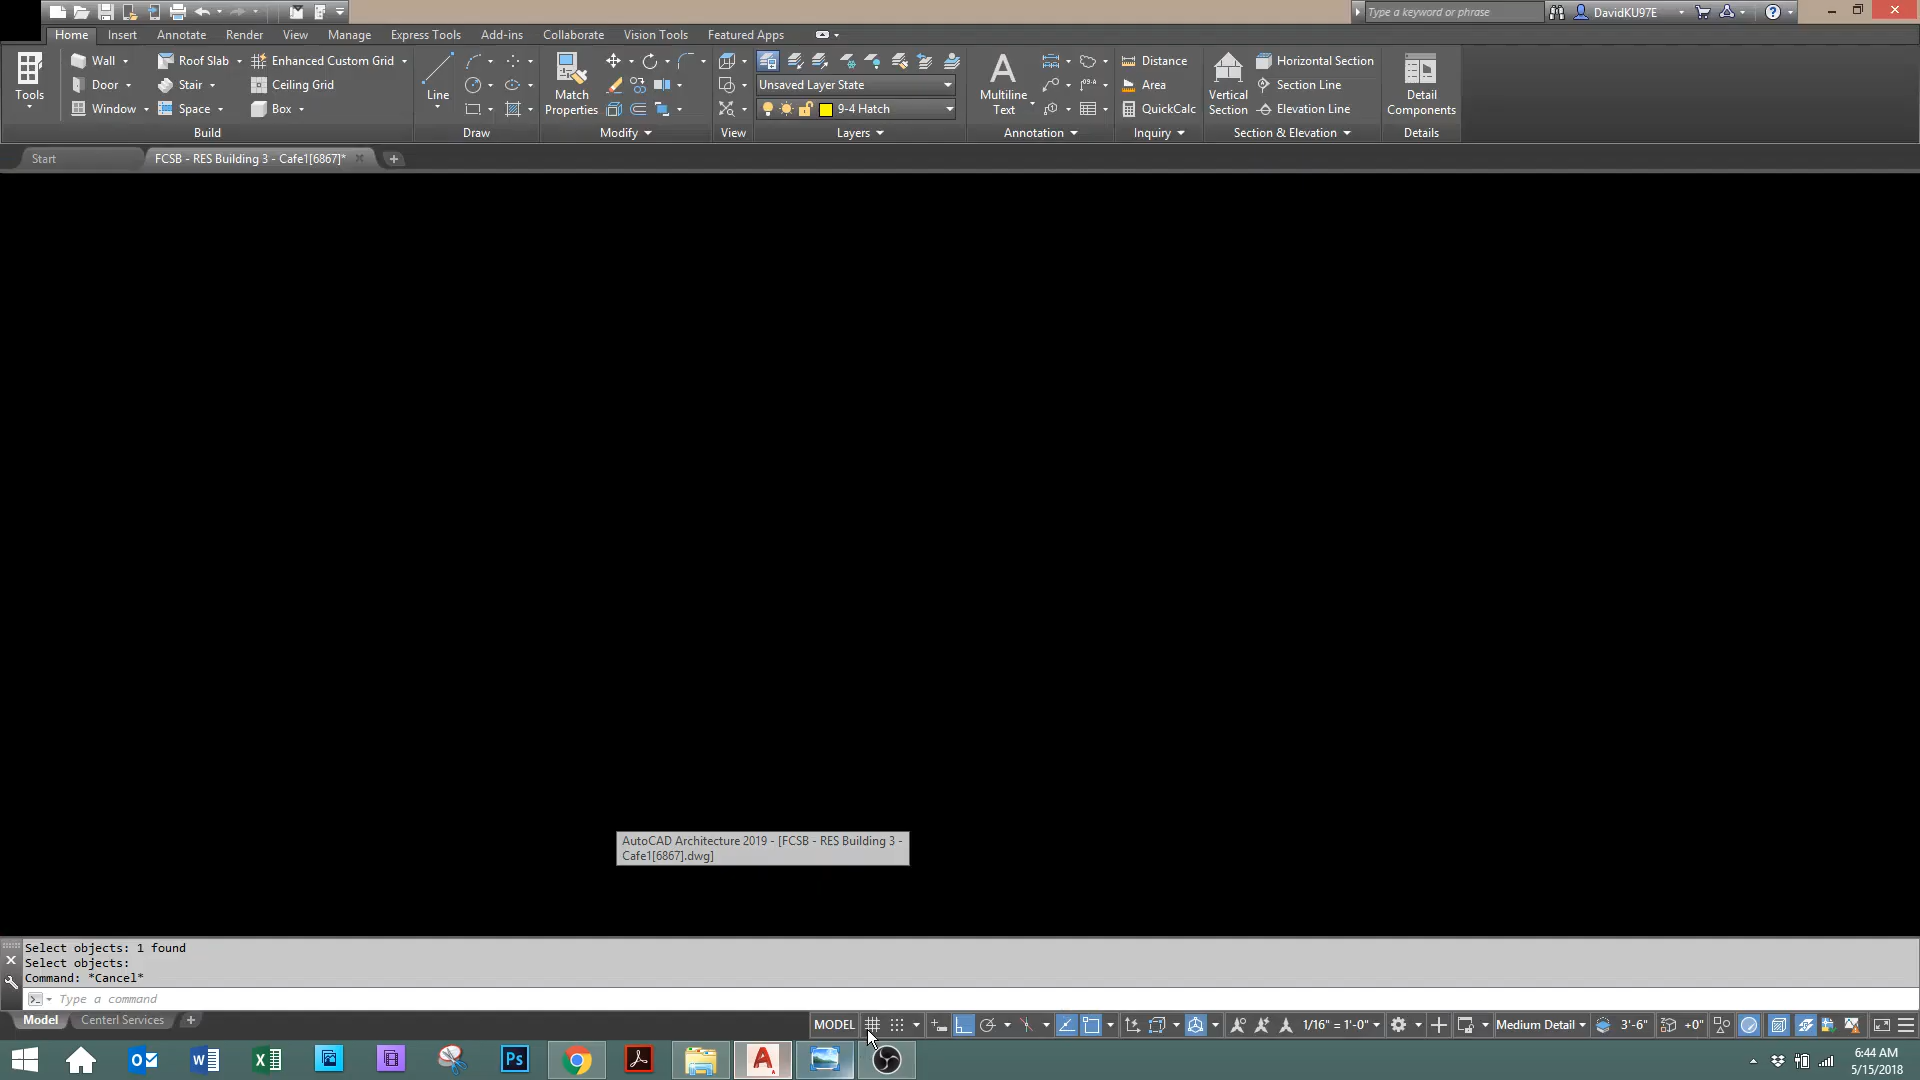 Type a keyword or phrase
DavidKU97E
Home
Insert
Annotate
Render
View
Manage
Express Tools
Add-ins
Collaborate
Vision Tools
Featured Apps
Tools
Wall
Roof Slab
Enhanced Custom Grid
Door
Stair
Ceiling Grid
Window
Space
Box
Build
Line
Draw
Match
Properties
Modify
View
Unsaved Layer State
9-4 Hatch
Layers
Multiline
Text
Annotation
Distance
Area
QuickCalc
Inquiry
Vertical
Section
Horizontal Section
Section Line
Elevation Line
Section & Elevation
Detail
Components
Details
Start
FCSB - RES Building 3 - Cafe1[6867]*
AutoCAD Architecture 2019 - [FCSB - RES Building 3 -
Cafe1[6867].dwg]
Select objects: 1 found
Select objects:
Command: *Cancel*
Type a command
Model
Centerl Services
MODEL
1/16" = 1'-0"
Medium Detail
3'-6"
+0"
6:44 AM
5/15/2018